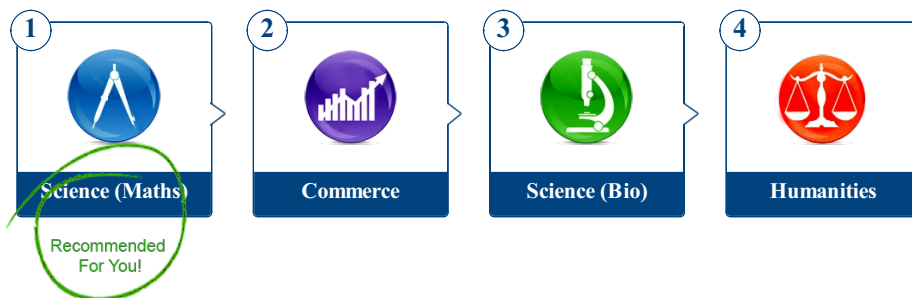 1
2
3
4
Science (Maths)
Commerce
Science (Bio)
Humanities
Recommended
For You!